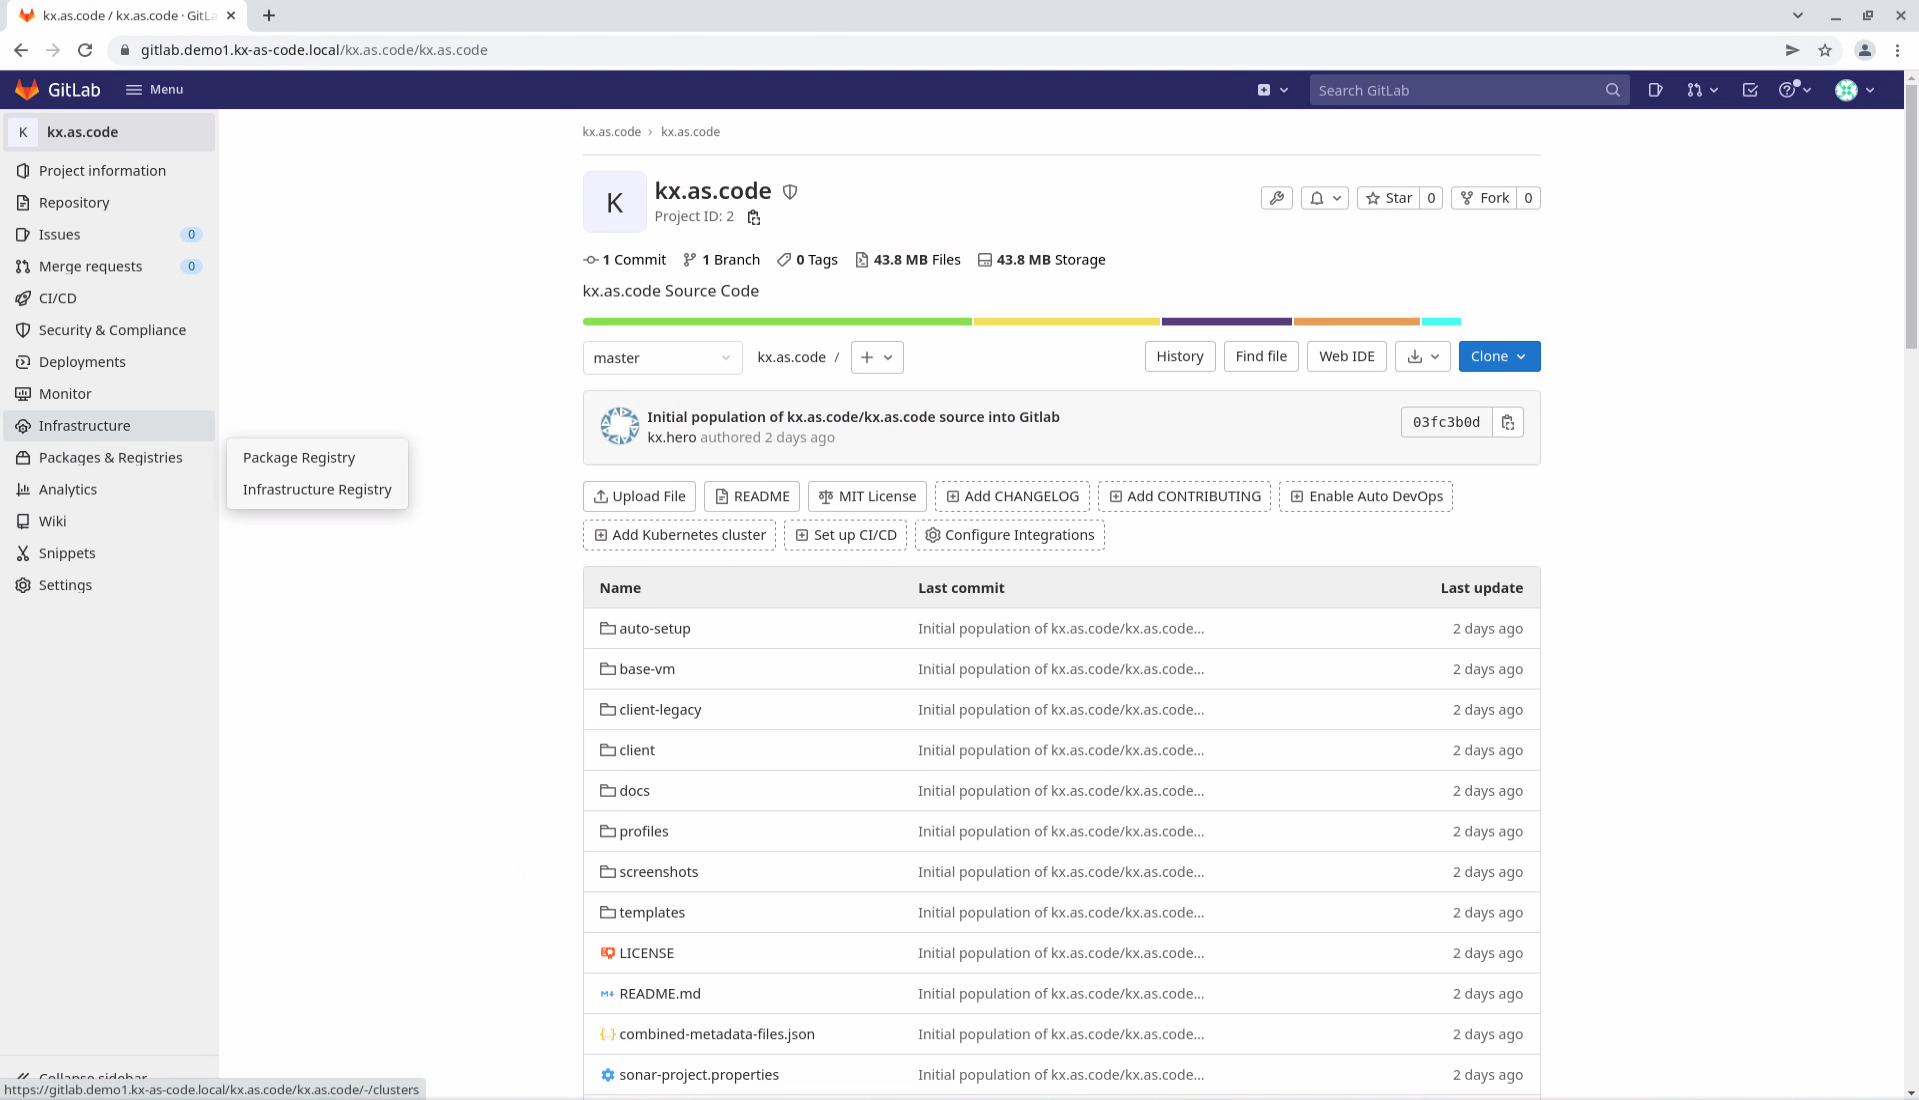 kx.as.code / kx.as.code · GitLa
gitlab.demo1.kx-as-code.local/kx.as.code/kx.as.code
GitLab
Menu
Search GitLab
K kx.as.code
Project information
Repository
Issues 0
Merge requests 0
CI/CD
Security & Compliance
Deployments
Monitor
Infrastructure
Packages & Registries
Analytics
Wiki
Snippets
Settings
Collapse sidebar
https://gitlab.demo1.kx-as-code.local/kx.as.code/kx.as.code/-/clusters
Package Registry
Infrastructure Registry
kx.as.code › kx.as.code
K
kx.as.code
Project ID: 2
Star 0
Fork 0
1 Commit 1 Branch 0 Tags 43.8 MB Files 43.8 MB Storage
kx.as.code Source Code
master kx.as.code / History Find file Web IDE Clone
Initial population of kx.as.code/kx.as.code source into Gitlab
kx.hero authored 2 days ago
03fc3b0d
Upload File README MIT License Add CHANGELOG Add CONTRIBUTING Enable Auto DevOps
Add Kubernetes cluster Set up CI/CD Configure Integrations
Name Last commit Last update
auto-setup Initial population of kx.as.code/kx.as.code... 2 days ago
base-vm Initial population of kx.as.code/kx.as.code... 2 days ago
client-legacy Initial population of kx.as.code/kx.as.code... 2 days ago
client Initial population of kx.as.code/kx.as.code... 2 days ago
docs Initial population of kx.as.code/kx.as.code... 2 days ago
profiles Initial population of kx.as.code/kx.as.code... 2 days ago
screenshots Initial population of kx.as.code/kx.as.code... 2 days ago
templates Initial population of kx.as.code/kx.as.code... 2 days ago
LICENSE Initial population of kx.as.code/kx.as.code... 2 days ago
README.md Initial population of kx.as.code/kx.as.code... 2 days ago
combined-metadata-files.json Initial population of kx.as.code/kx.as.code... 2 days ago
sonar-project.properties Initial population of kx.as.code/kx.as.code... 2 days ago